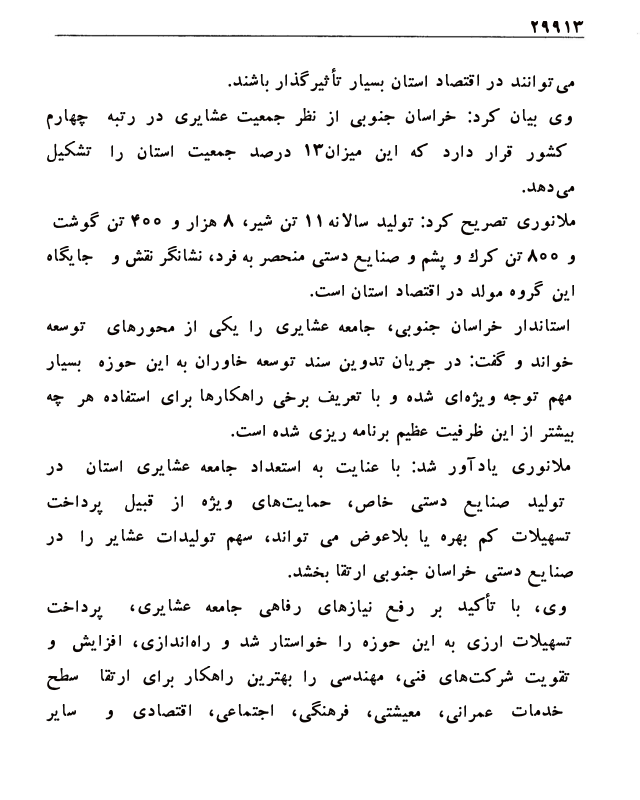 ۲۹۹۱۳
می‌توانند در اقتصاد استان بسیار تأثیرگذار باشند.
وی بیان کرد: خراسان جنوبی از نظر جمعیت عشایری در رتبه چهارم
کشور قرار دارد که این میزان۱۳ درصد جمعیت استان را تشکیل
می‌دهد.
ملانوری تصریح کرد: تولید سالانه ۱۱ تن شیر، ۸ هزار و ۴۰۰ تن گوشت
و ۸۰۰ تن کرك و پشم و صنایع دستی منحصر به فرد، نشانگر نقش و جایگاه
این گروه مولد در اقتصاد استان است.
استاندار خراسان جنوبی، جامعه عشایری را یکی از محورهای توسعه
خواند و گفت: در جریان تدوین سند توسعه خاوران به این حوزه بسیار
مهم توجه ویژه‌ای شده و با تعریف برخی راهکارها برای استفاده هر چه
بیشتر از این ظرفیت عظیم برنامه ریزی شده است.
ملانوری یادآور شد: با عنایت به استعداد جامعه عشایری استان در
تولید صنایع دستی خاص، حمایت‌های ویژه از قبیل پرداخت
تسهیلات کم بهره یا بلاعوض می تواند، سهم تولیدات عشایر را در
صنایع دستی خراسان جنوبی ارتقا بخشد.
وی، با تأکید بر رفع نیازهای رفاهی جامعه عشایری، پرداخت
تسهیلات ارزی به این حوزه را خواستار شد و راه‌اندازی، افزایش و
تقویت شرکت‌های فنی، مهندسی را بهترین راهکار برای ارتقا سطح
خدمات عمرانی، معیشتی، فرهنگی، اجتماعی، اقتصادی و سایر